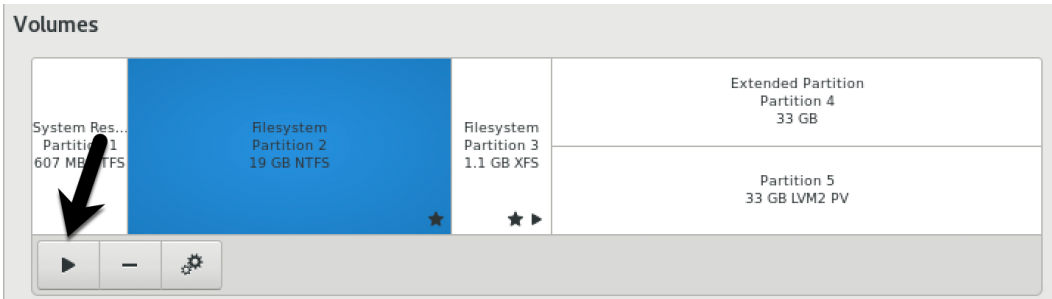 Volumes
System Res...
Partition 1
607 MB NTFS
Filesystem
Partition 2
19 GB NTFS
Filesystem
Partition 3
1.1 GB XFS
Extended Partition
Partition 4
33 GB
Partition 5
33 GB LVM2 PV